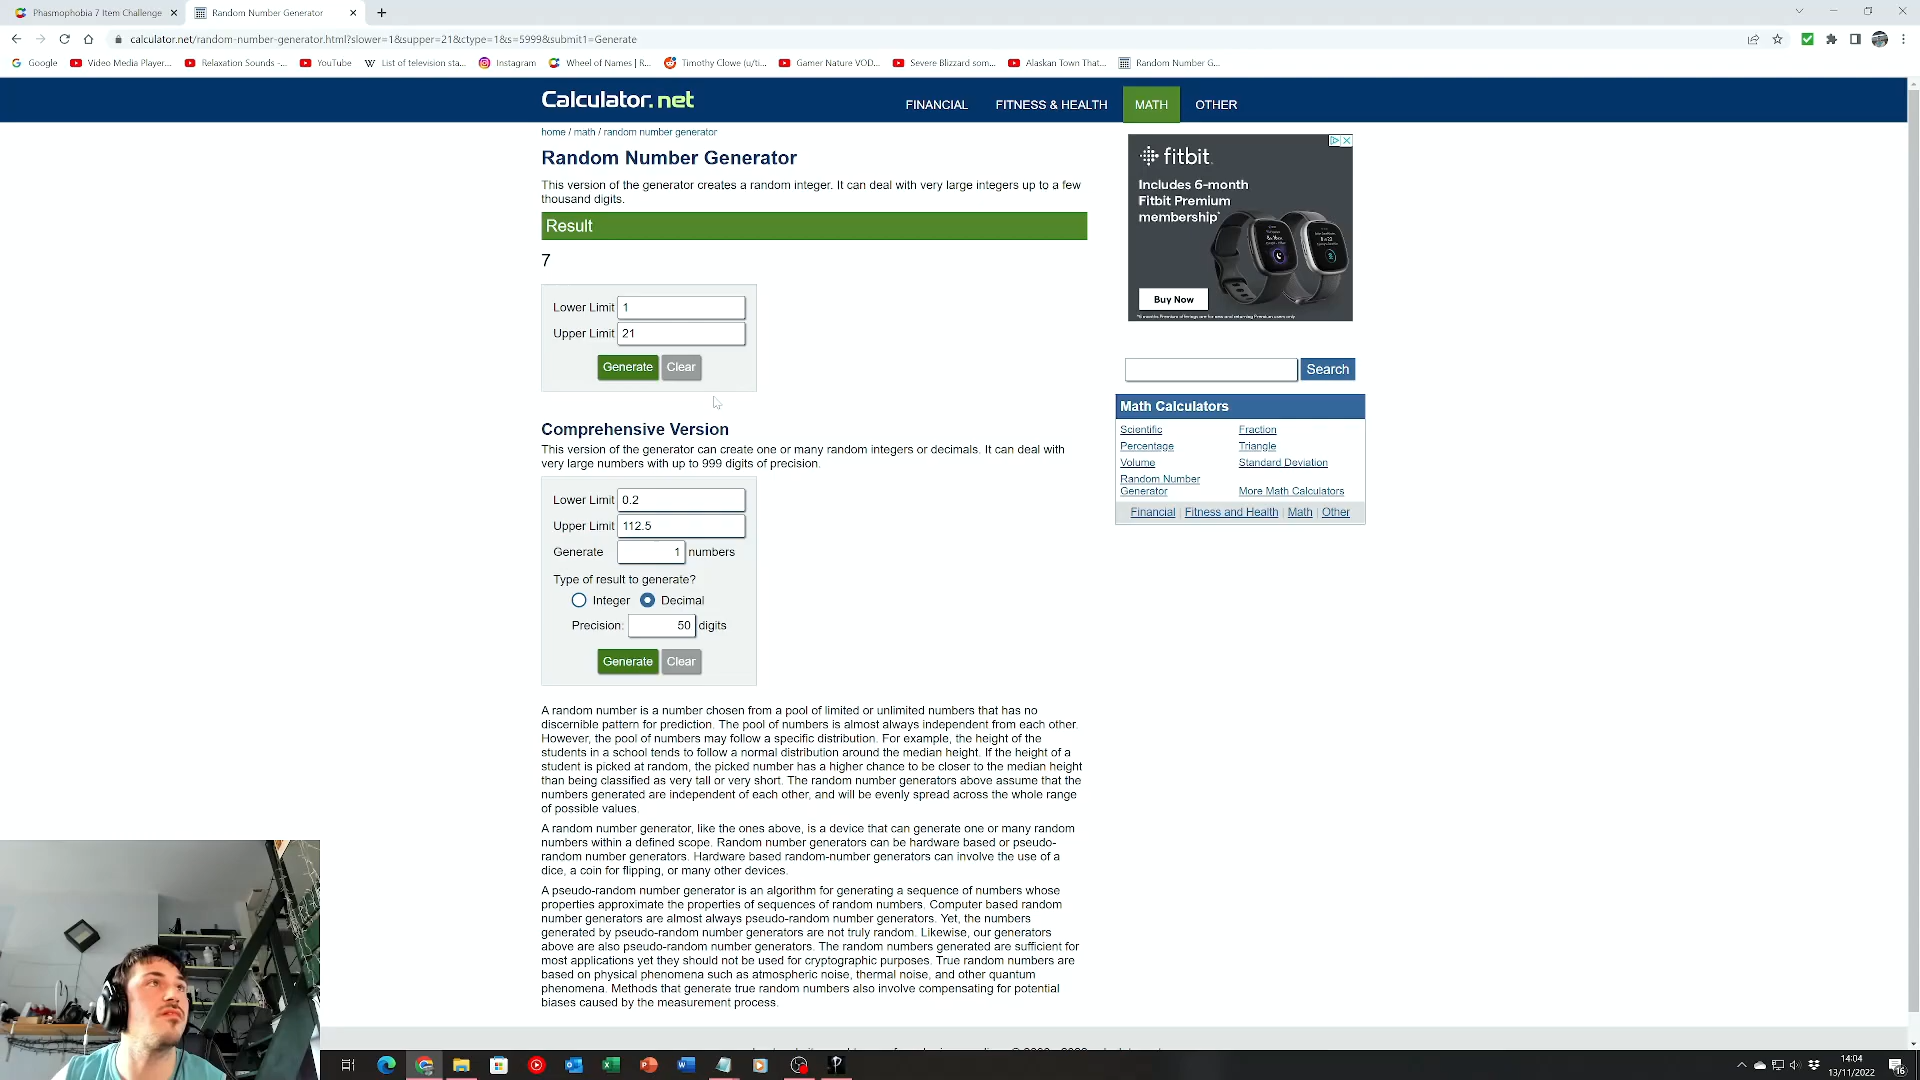 Phasmophobia 7 Item Challenge
Random Number Generator
calculator.net/random-number-generator.html?slower=1&supper=21&ctype=1&s=5999&submit1=Generate
Google
Video Media Player...
Relaxation Sounds -...
YouTube
List of television sta...
Instagram
Wheel of Names | R...
Timothy Clowe (u/ti...
Gamer Nature VOD...
Severe Blizzard som...
Alaskan Town That...
Random Number G...
Calculator.net
FINANCIAL
FITNESS & HEALTH
MATH
OTHER
home / math / random number generator
Random Number Generator
This version of the generator creates a random integer. It can deal with very large integers up to a few
thousand digits.
Result
7
Lower Limit 1
Upper Limit 21
Generate Clear
Comprehensive Version
This version of the generator can create one or many random integers or decimals. It can deal with
very large numbers with up to 999 digits of precision.
Lower Limit 0.2
Upper Limit 112.5
Generate 1 numbers
Type of result to generate?
Integer Decimal
Precision: 50 digits
Generate Clear
A random number is a number chosen from a pool of limited or unlimited numbers that has no
discernible pattern for prediction. The pool of numbers is almost always independent from each other.
However, the pool of numbers may follow a specific distribution. For example, the height of the
students in a school tends to follow a normal distribution around the median height. If the height of a
student is picked at random, the picked number has a higher chance to be closer to the median height
than being classified as very tall or very short. The random number generators above assume that the
numbers generated are independent of each other, and will be evenly spread across the whole range
of possible values.
A random number generator, like the ones above, is a device that can generate one or many random
numbers within a defined scope. Random number generators can be hardware based or pseudo-
random number generators. Hardware based random-number generators can involve the use of a
dice, a coin for flipping, or many other devices.
A pseudo-random number generator is an algorithm for generating a sequence of numbers whose
properties approximate the properties of sequences of random numbers. Computer based random
number generators are almost always pseudo-random number generators. Yet, the numbers
generated by pseudo-random number generators are not truly random. Likewise, our generators
above are also pseudo-random number generators. The random numbers generated are sufficient for
most applications yet they should not be used for cryptographic purposes. True random numbers are
based on physical phenomena such as atmospheric noise, thermal noise, and other quantum
phenomena. Methods that generate true random numbers also involve compensating for potential
biases caused by the measurement process.
fitbit
Includes 6-month
Fitbit Premium
membership*
Buy Now
Search
Math Calculators
Scientific
Fraction
Percentage
Triangle
Volume
Standard Deviation
Random Number
Generator
More Math Calculators
Financial | Fitness and Health | Math | Other
14:04
13/11/2022
16